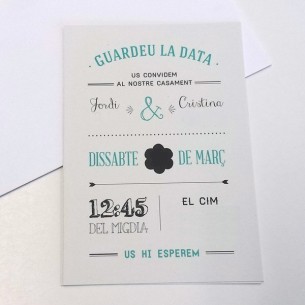 GUARDEU LA DATA
US CONVIDEM
AL NOSTRE CASAMENT
Jordi & Cristina
DISSABTE DE MARÇ
12:45 EL CIM
DEL MIGDIA
US HI ESPEREM